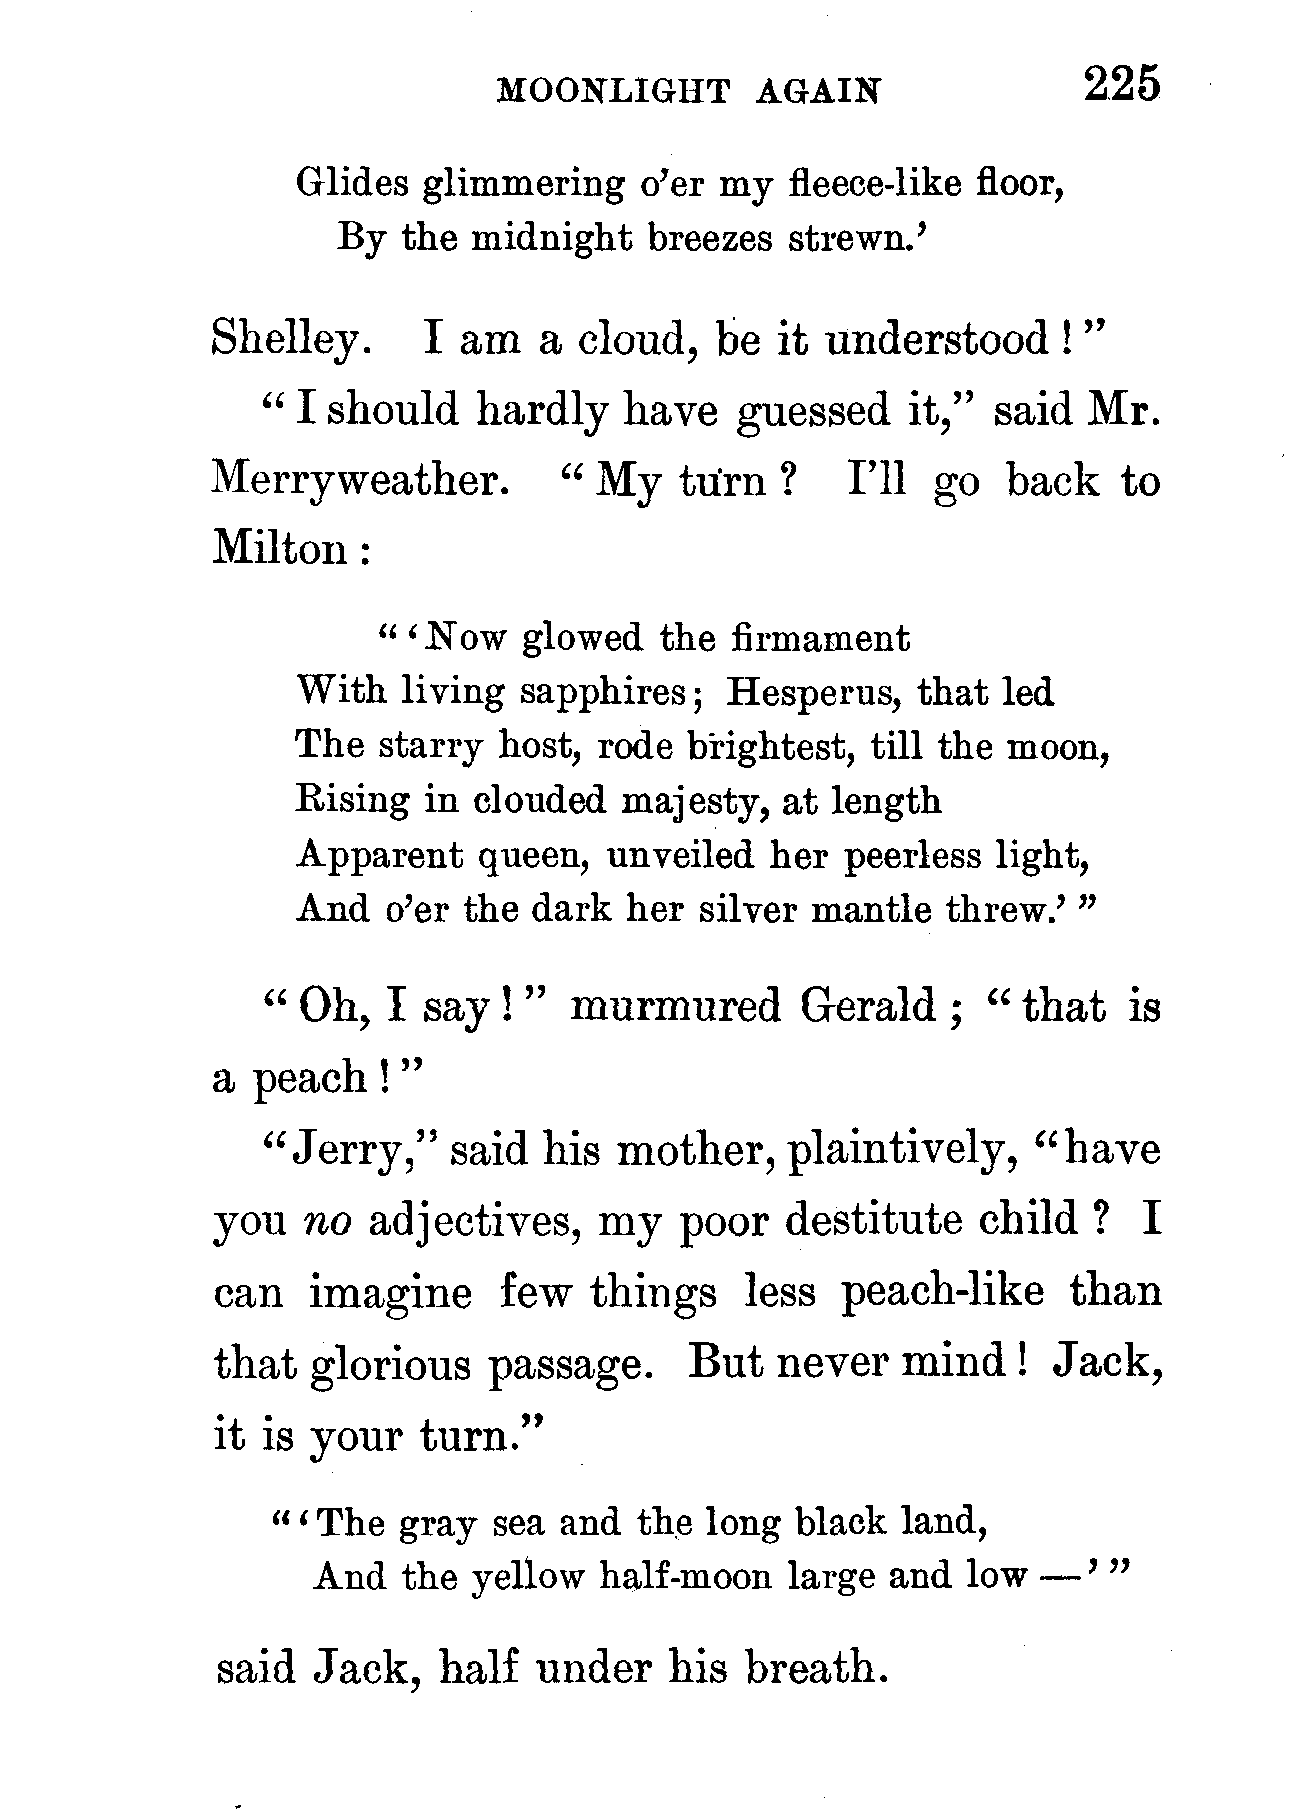 MOONLIGHT AGAIN 225
Glides glimmering o'er my fleece-like floor,
By the midnight breezes strewn.'
Shelley. I am a cloud, be it understood!"
"I should hardly have guessed it," said Mr.
Merryweather. "My turn? I'll go back to
Milton:
"'Now glowed the firmament
With living sapphires; Hesperus, that led
The starry host, rode brightest, till the moon,
Rising in clouded majesty, at length
Apparent queen, unveiled her peerless light,
And o'er the dark her silver mantle threw.'"
"Oh, I say!" murmured Gerald; "that is
a peach!"
"Jerry," said his mother, plaintively, "have
you no adjectives, my poor destitute child? I
can imagine few things less peach-like than
that glorious passage. But never mind! Jack,
it is your turn."
"'The gray sea and the long black land,
And the yellow half-moon large and low —'"
said Jack, half under his breath.